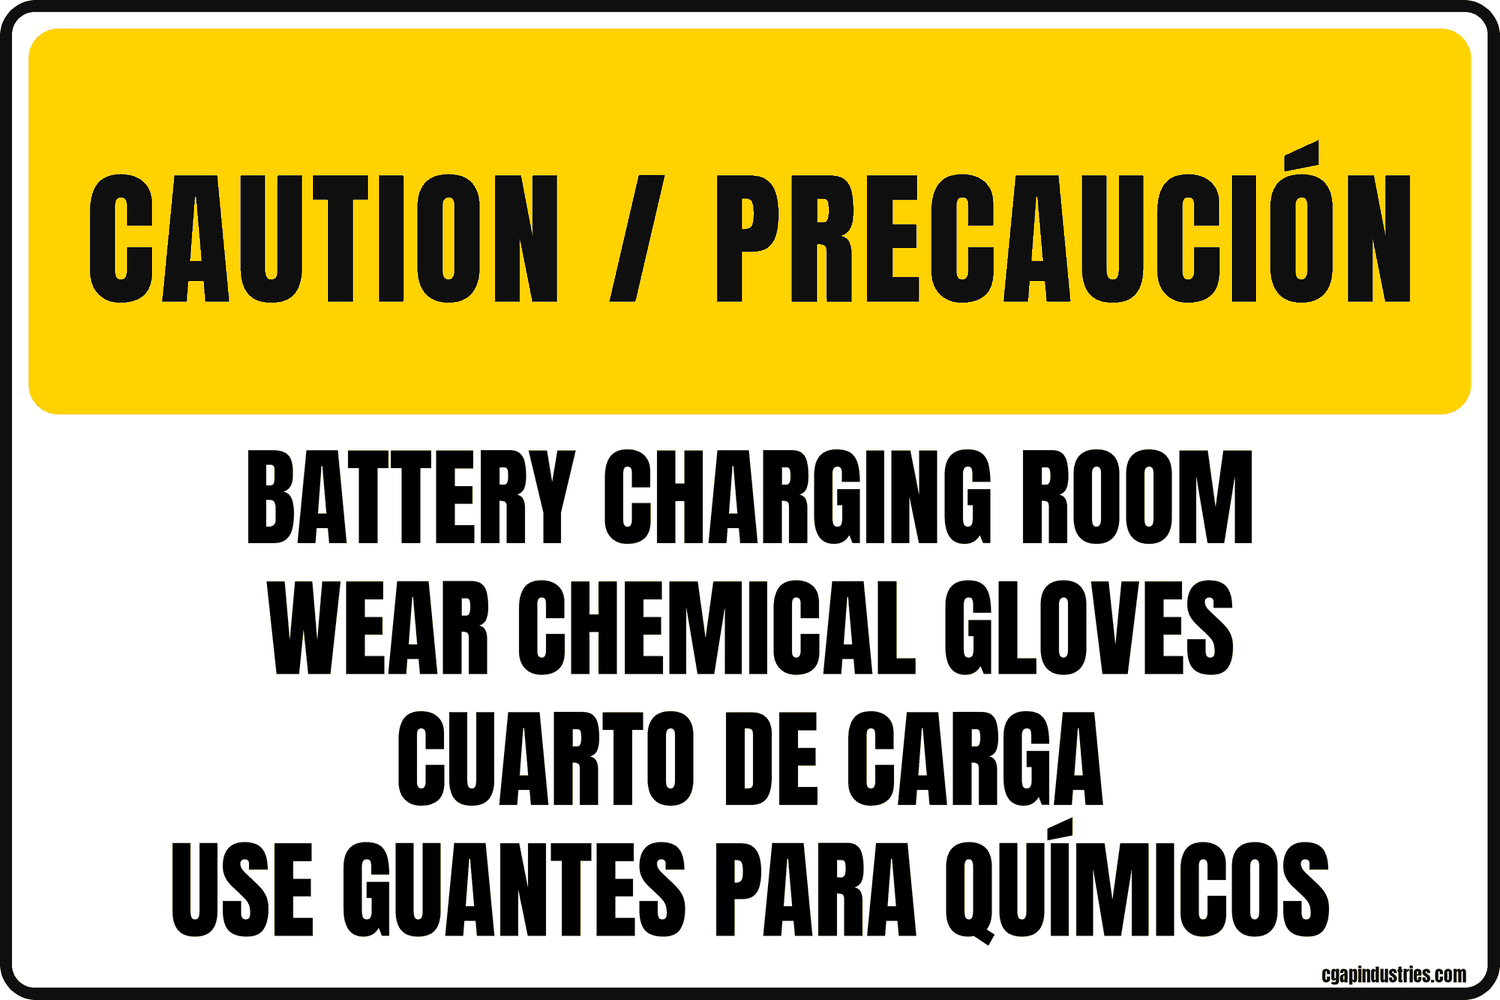 CAUTION / PRECAUCIÓN
BATTERY CHARGING ROOM
WEAR CHEMICAL GLOVES
CUARTO DE CARGA
USE GUANTES PARA QUÍMICOS
cgapindustries.com